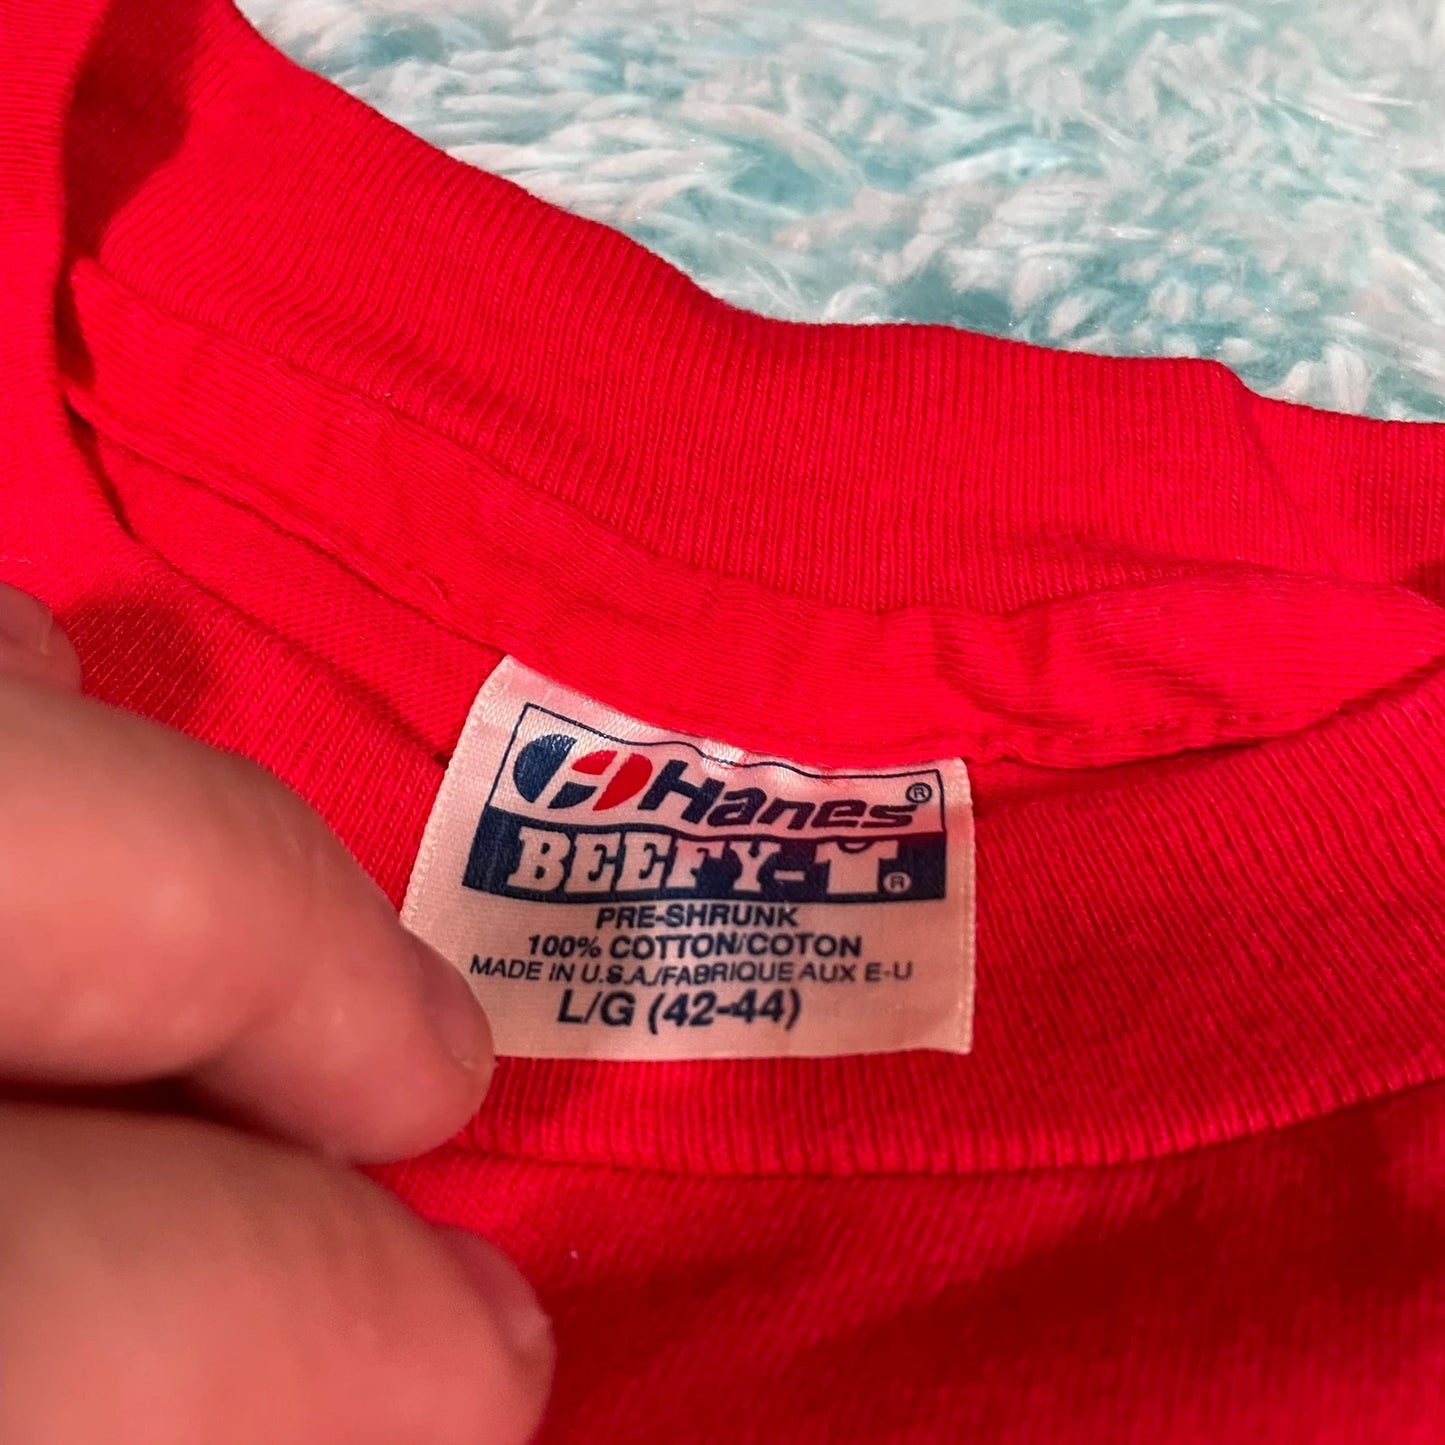 Hanes®
BEEFY-T®
PRE-SHRUNK
100% COTTON/COTON
MADE IN U.S.A./FABRIQUE AUX E-U
L/G (42-44)